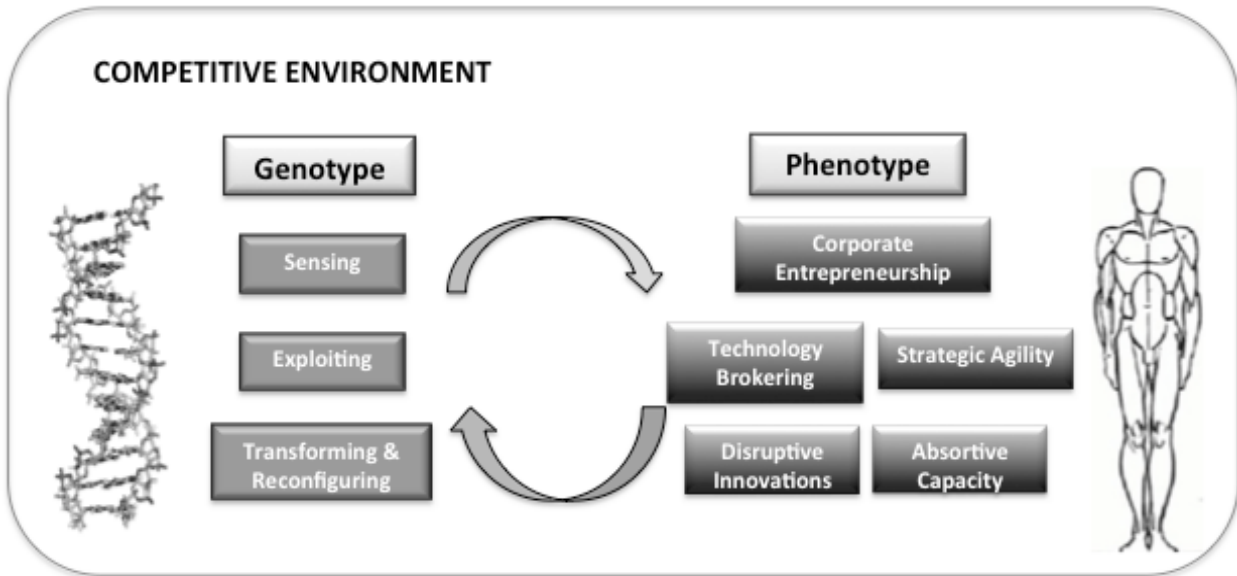 COMPETITIVE ENVIRONMENT
Genotype
Sensing
Exploiting
Transforming &
Reconfiguring
Phenotype
Corporate
Entrepreneurship
Technology
Brokering
Strategic Agility
Disruptive
Innovations
Absortive
Capacity